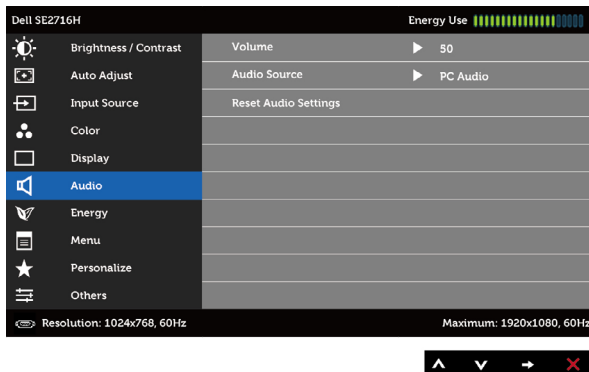 Dell SE2716H Energy Use
Brightness / Contrast
Auto Adjust
Input Source
Color
Display
Audio
Energy
Menu
Personalize
Others
Volume 50
Audio Source PC Audio
Reset Audio Settings
Resolution: 1024x768, 60Hz Maximum: 1920x1080, 60Hz